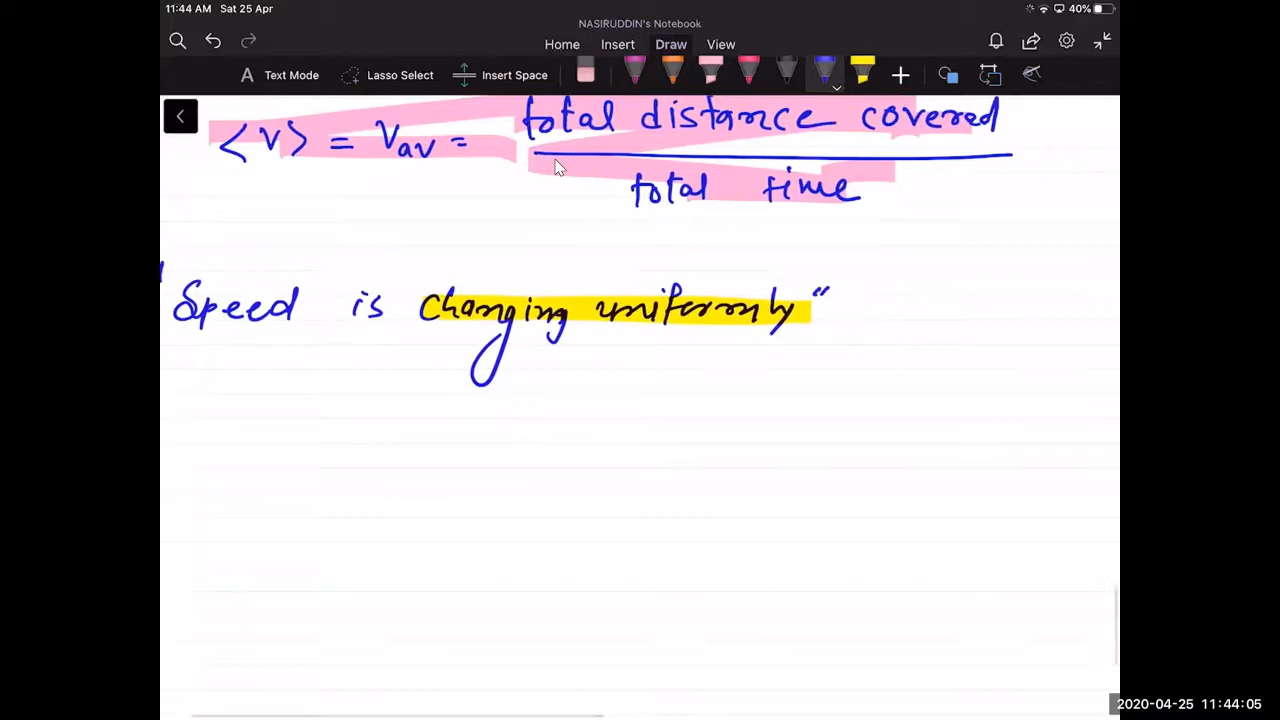 11:44 AM Sat 25 Apr 40%
NASIRUDDIN's Notebook
Home Insert Draw View
A Text Mode Lasso Select Insert Space
<v> = Vav = total distance covered
total time
"Speed is changing uniformly"
2020-04-25 11:44:05